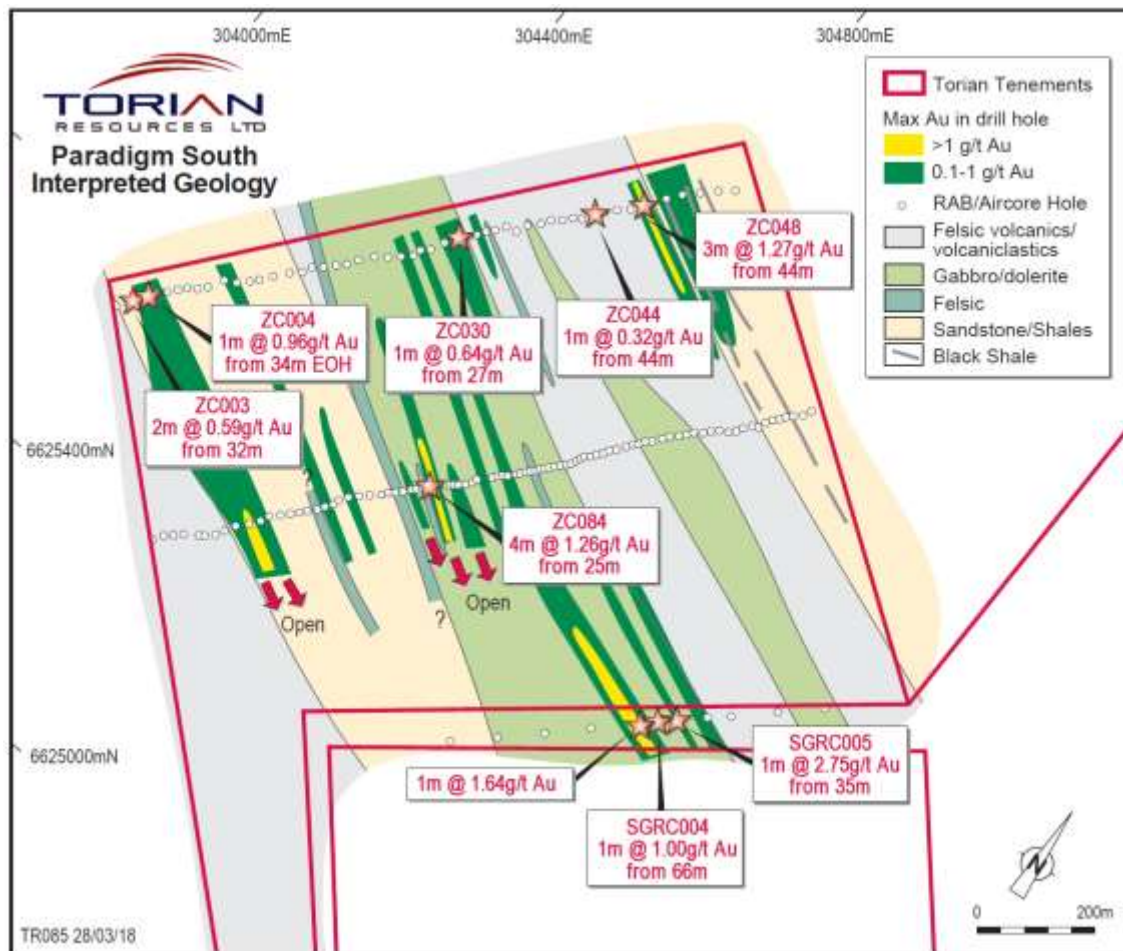 304000mE
304400mE
304800mE
TORIAN
RESOURCES LTD
Paradigm South
Interpreted Geology
Torian Tenements
Max Au in drill hole
>1 g/t Au
0.1-1 g/t Au
RAB/Aircore Hole
Felsic volcanics/
volcaniclastics
Gabbro/dolerite
Felsic
Sandstone/Shales
Black Shale
ZC048
3m @ 1.27g/t Au
from 44m
ZC004
1m @ 0.96g/t Au
from 34m EOH
ZC030
1m @ 0.64g/t Au
from 27m
ZC044
1m @ 0.32g/t Au
from 44m
ZC003
2m @ 0.59g/t Au
from 32m
6625400mN
?
ZC084
4m @ 1.26g/t Au
from 25m
Open
Open
?
6625000mN
1m @ 1.64g/t Au
SGRC005
1m @ 2.75g/t Au
from 35m
SGRC004
1m @ 1.00g/t Au
from 66m
N
0 200m
TR085 28/03/18